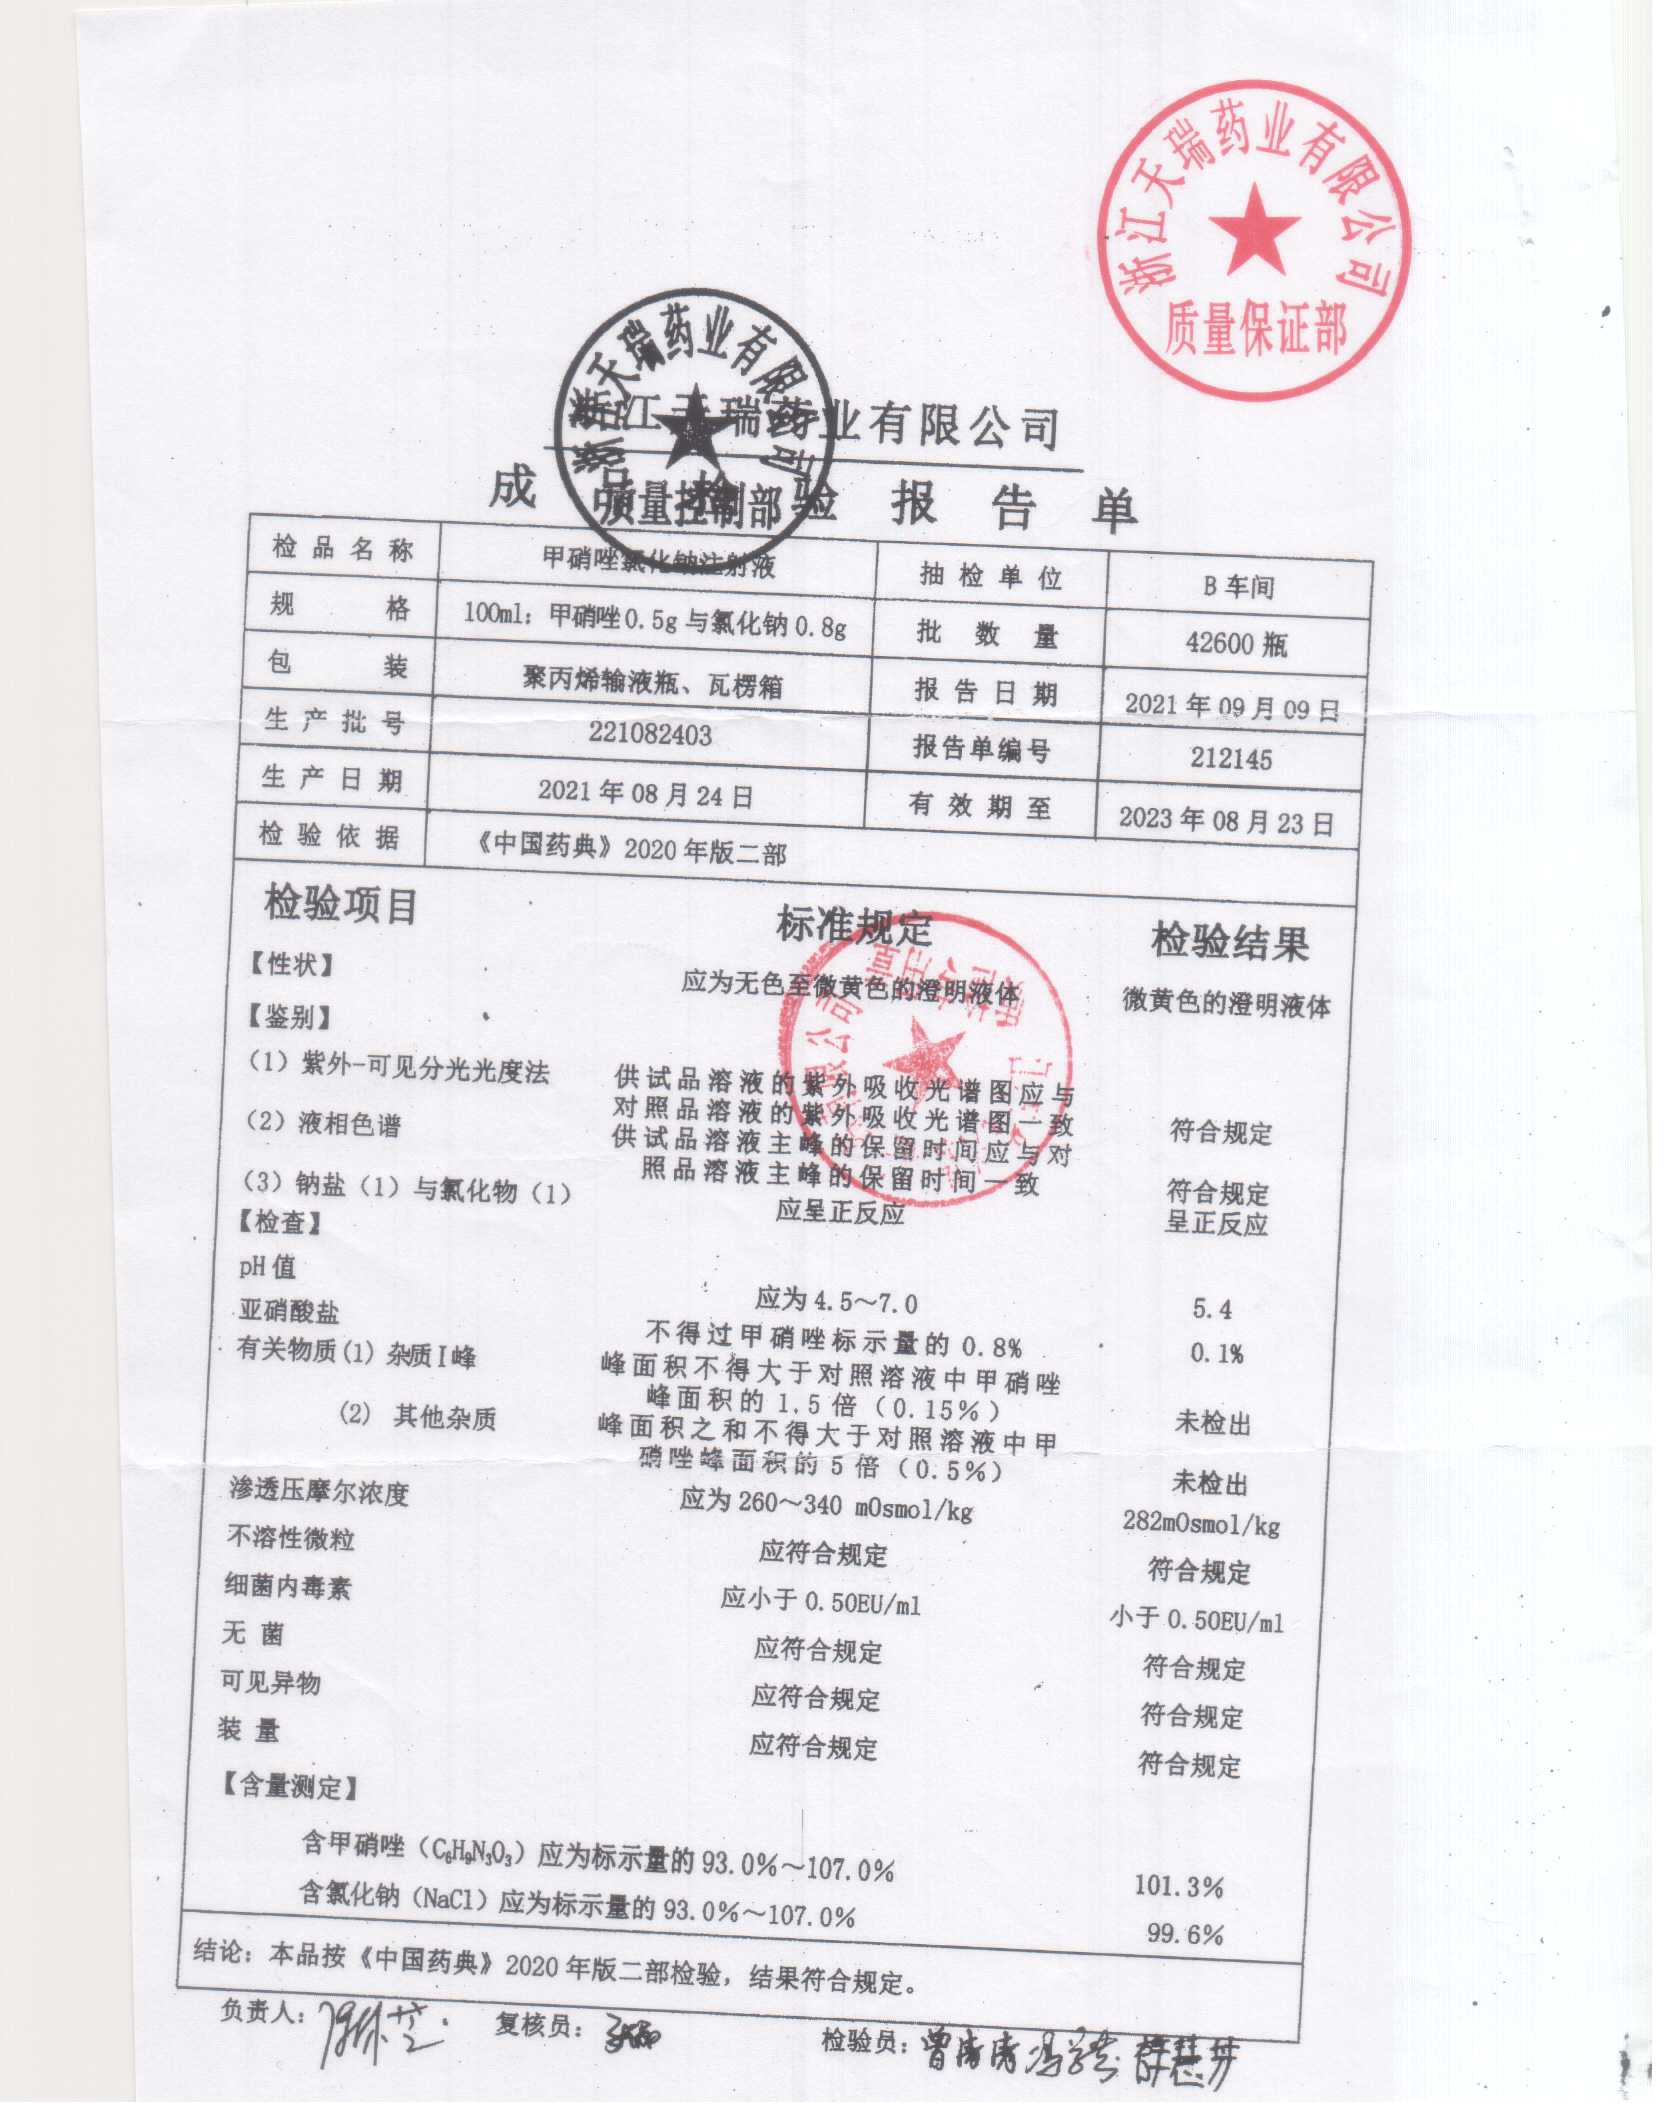 浙江天瑞药业有限公司
质量保证部
浙江天瑞药业有限公司
质量控制部
浙江天瑞药业有限公司
成品检验报告单
检品名称 甲硝唑氯化钠注射液 抽检单位 B车间
规格 100ml：甲硝唑0.5g与氯化钠0.8g 批数量 42600瓶
包装 聚丙烯输液瓶、瓦楞箱 报告日期 2021年09月09日
生产批号 221082403 报告单编号 212145
生产日期 2021年08月24日 有效期至 2023年08月23日
检验依据 《中国药典》2020年版二部
检验项目 标准规定 检验结果
【性状】 应为无色至微黄色的澄明液体 微黄色的澄明液体
【鉴别】
（1）紫外-可见分光光度法 供试品溶液的紫外吸收光谱图应与
对照品溶液的紫外吸收光谱图一致 符合规定
（2）液相色谱 供试品溶液主峰的保留时间应与对
照品溶液主峰的保留时间一致 符合规定
（3）钠盐（1）与氯化物（1） 应呈正反应 呈正反应
【检查】
pH值 应为4.5～7.0 5.4
亚硝酸盐 不得过甲硝唑标示量的0.8% 0.1%
有关物质(1) 杂质I峰 峰面积不得大于对照溶液中甲硝唑
峰面积的1.5倍（0.15%） 未检出
(2) 其他杂质 峰面积之和不得大于对照溶液中甲
硝唑峰面积的5倍（0.5%） 未检出
渗透压摩尔浓度 应为260～340 mOsmol/kg 282mOsmol/kg
不溶性微粒 应符合规定 符合规定
细菌内毒素 应小于0.50EU/ml 小于0.50EU/ml
无菌 应符合规定 符合规定
可见异物 应符合规定 符合规定
装量 应符合规定 符合规定
【含量测定】
含甲硝唑（C₆H₉N₃O₃）应为标示量的93.0%～107.0% 101.3%
含氯化钠（NaCl）应为标示量的93.0%～107.0% 99.6%
结论：本品按《中国药典》2020年版二部检验，结果符合规定。
负责人： 复核员： 检验员：